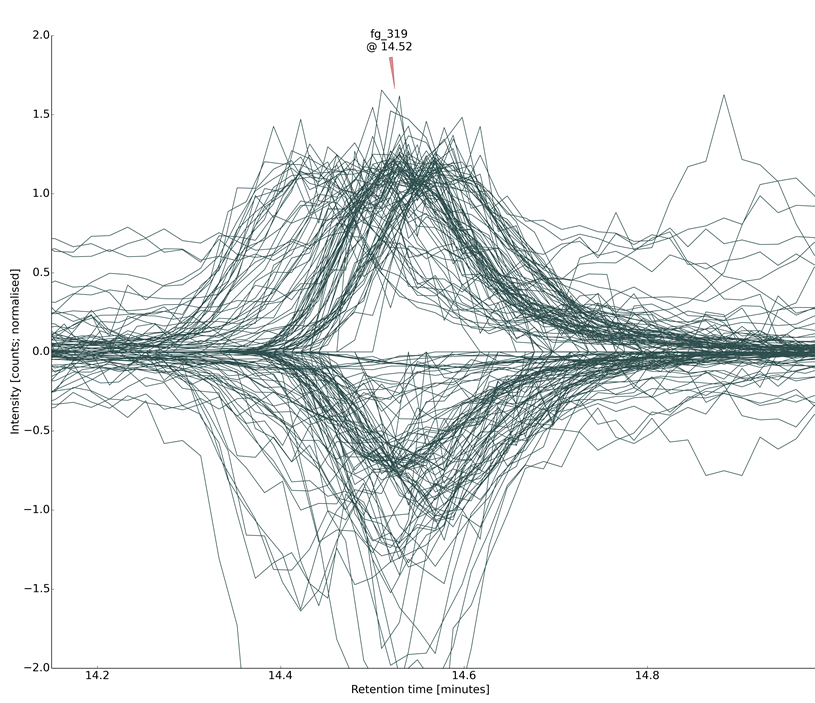 fg_319
@ 14.52
2.0
1.5
1.0
0.5
0.0
−0.5
−1.0
−1.5
−2.0
Intensity [counts; normalised]
14.2 14.4 14.6 14.8
Retention time [minutes]